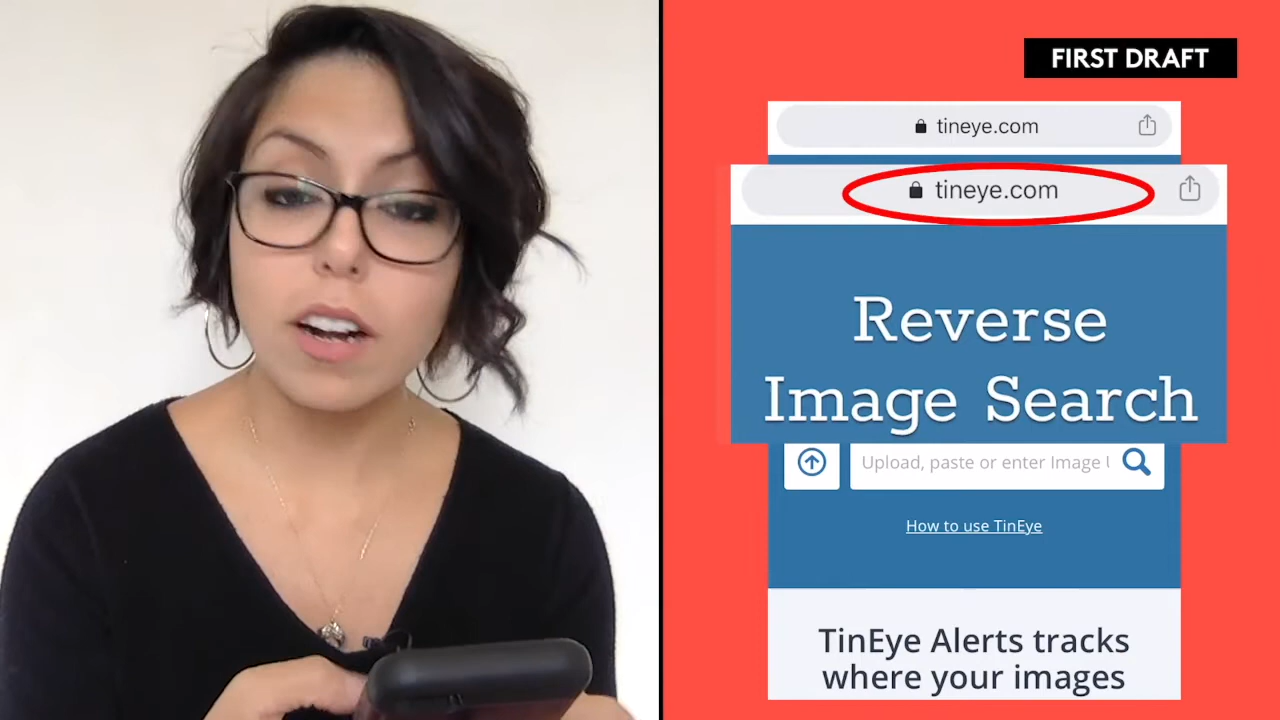 FIRST DRAFT
tineye.com
tineye.com
Reverse
Image Search
Upload, paste or enter Image U
How to use TinEye
TinEye Alerts tracks
where your images